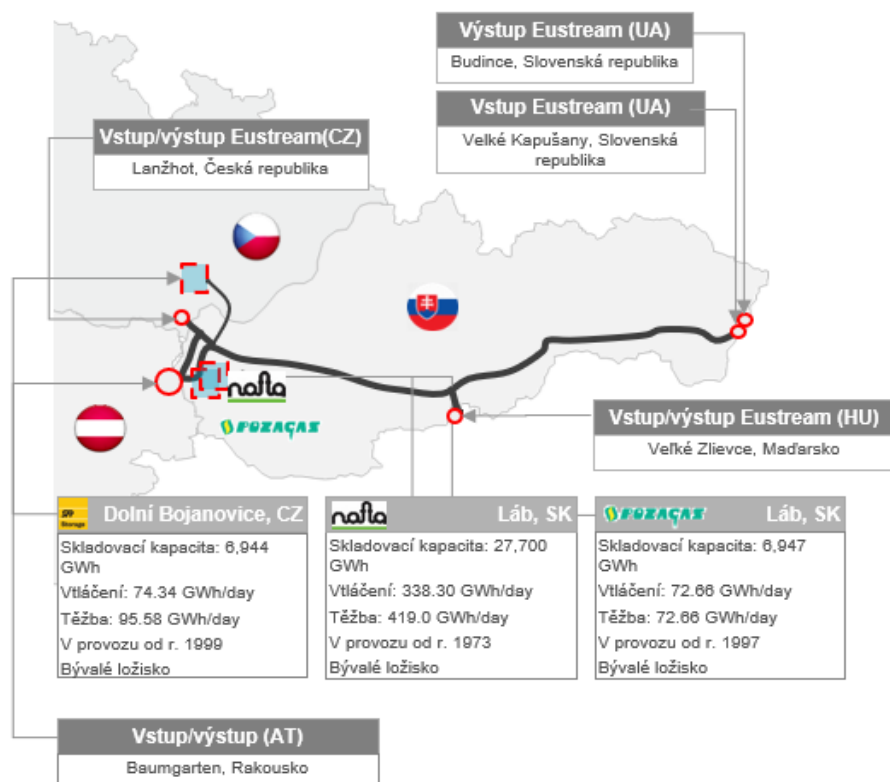 Výstup Eustream (UA)
Budince, Slovenská republika
Vstup Eustream (UA)
Velké Kapušany, Slovenská
republika
Vstup/výstup Eustream(CZ)
Lanžhot, Česká republika
nafta
POZAGAS
Vstup/výstup Eustream (HU)
Veľké Zlievce, Maďarsko
SPP
Storage
Dolní Bojanovice, CZ
Skladovací kapacita: 6,944
GWh
Vtláčení: 74.34 GWh/day
Těžba: 95.58 GWh/day
V provozu od r. 1999
Bývalé ložisko
nafta
Láb, SK
Skladovací kapacita: 27,700
GWh
Vtláčení: 338.30 GWh/day
Těžba: 419.0 GWh/day
V provozu od r. 1973
Bývalé ložisko
POZAGAS
Láb, SK
Skladovací kapacita: 6,947
GWh
Vtláčení: 72.66 GWh/day
Těžba: 72.66 GWh/day
V provozu od r. 1997
Bývalé ložisko
Vstup/výstup (AT)
Baumgarten, Rakousko